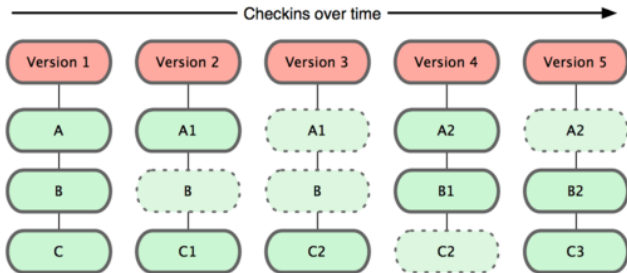 Checkins over time
Version 1 Version 2 Version 3 Version 4 Version 5
A A1 A1 A2 A2
B B B B1 B2
C C1 C2 C2 C3